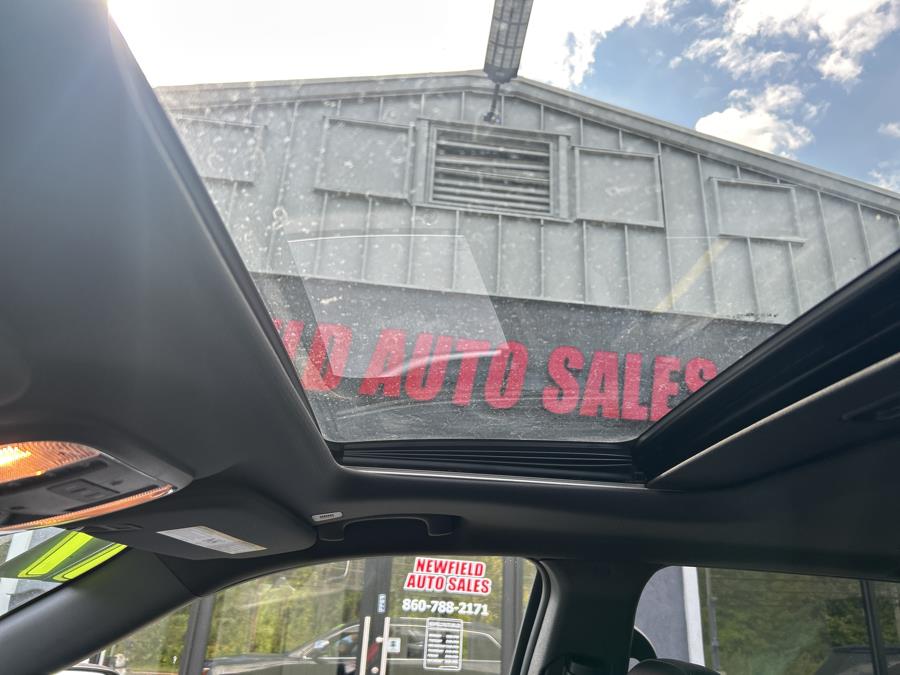 LD AUTO SALES
NEWFIELD
AUTO SALES
860-788-2171